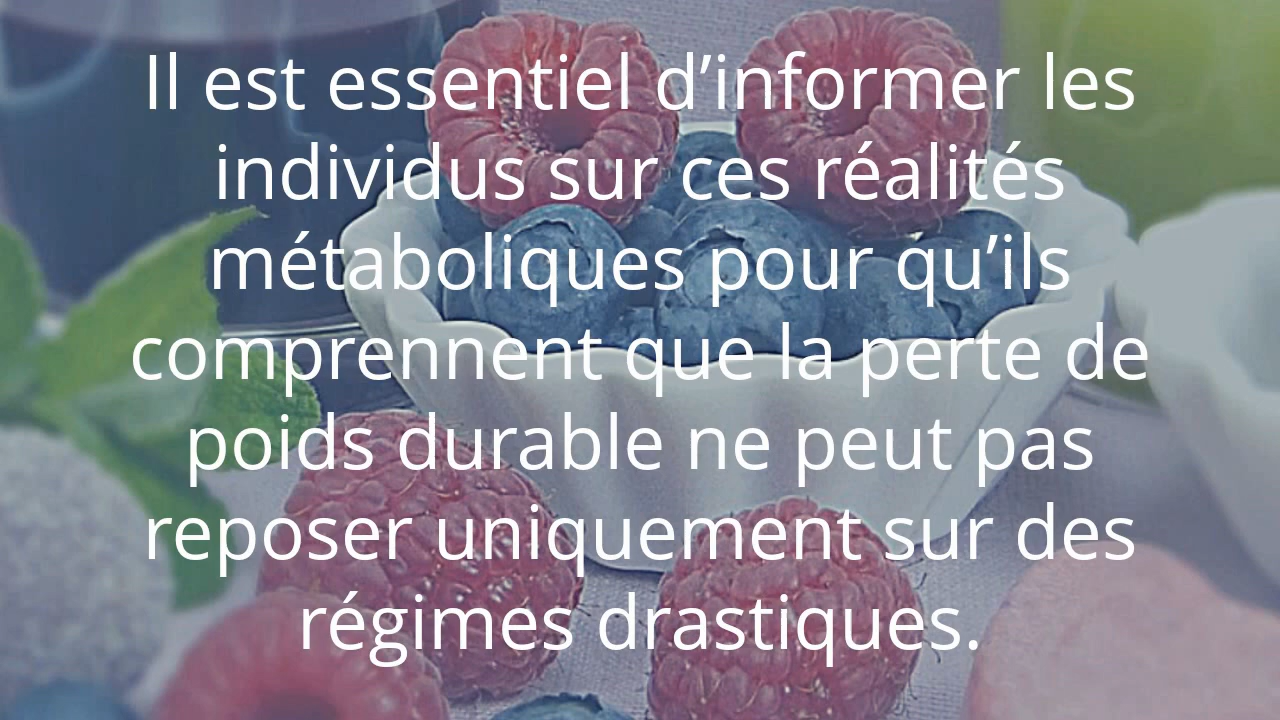 Il est essentiel d’informer les
individus sur ces réalités
métaboliques pour qu’ils
comprennent que la perte de
poids durable ne peut pas
reposer uniquement sur des
régimes drastiques.